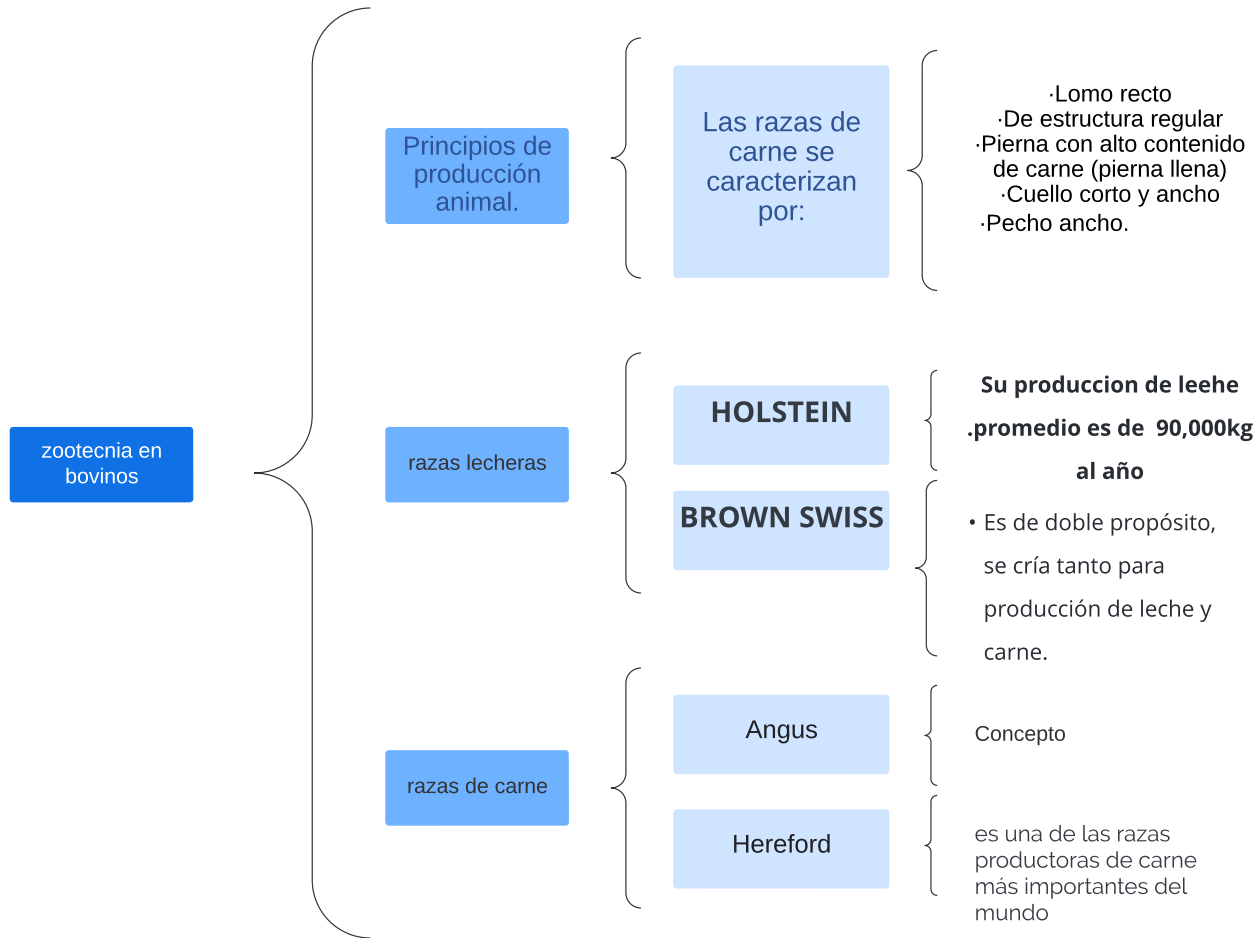 zootecnia en
bovinos
Principios de
producción
animal.
Las razas de
carne se
caracterizan
por:
·Lomo recto
·De estructura regular
·Pierna con alto contenido
de carne (pierna llena)
·Cuello corto y ancho
·Pecho ancho.
razas lecheras
HOLSTEIN
Su produccion de leehe
.promedio es de 90,000kg
al año
BROWN SWISS
• Es de doble propósito,
se cría tanto para
producción de leche y
carne.
razas de carne
Angus
Concepto
Hereford
es una de las razas
productoras de carne
más importantes del
mundo